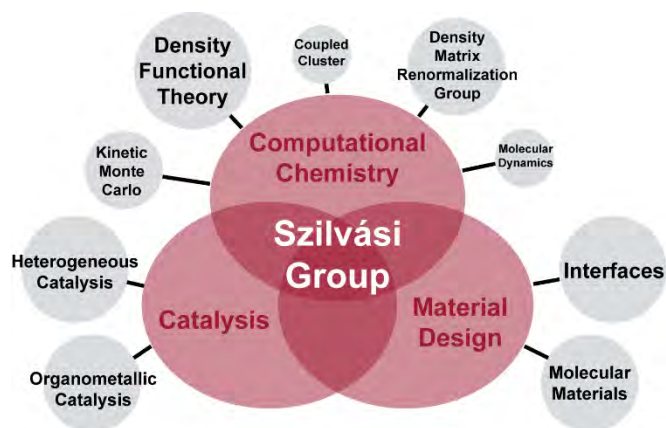 Density
Functional
Theory
Coupled
Cluster
Density
Matrix
Renormalization
Group
Computational
Chemistry
Kinetic
Monte
Carlo
Molecular
Dynamics
Szilvási
Group
Heterogeneous
Catalysis
Catalysis
Material
Design
Interfaces
Organometallic
Catalysis
Molecular
Materials